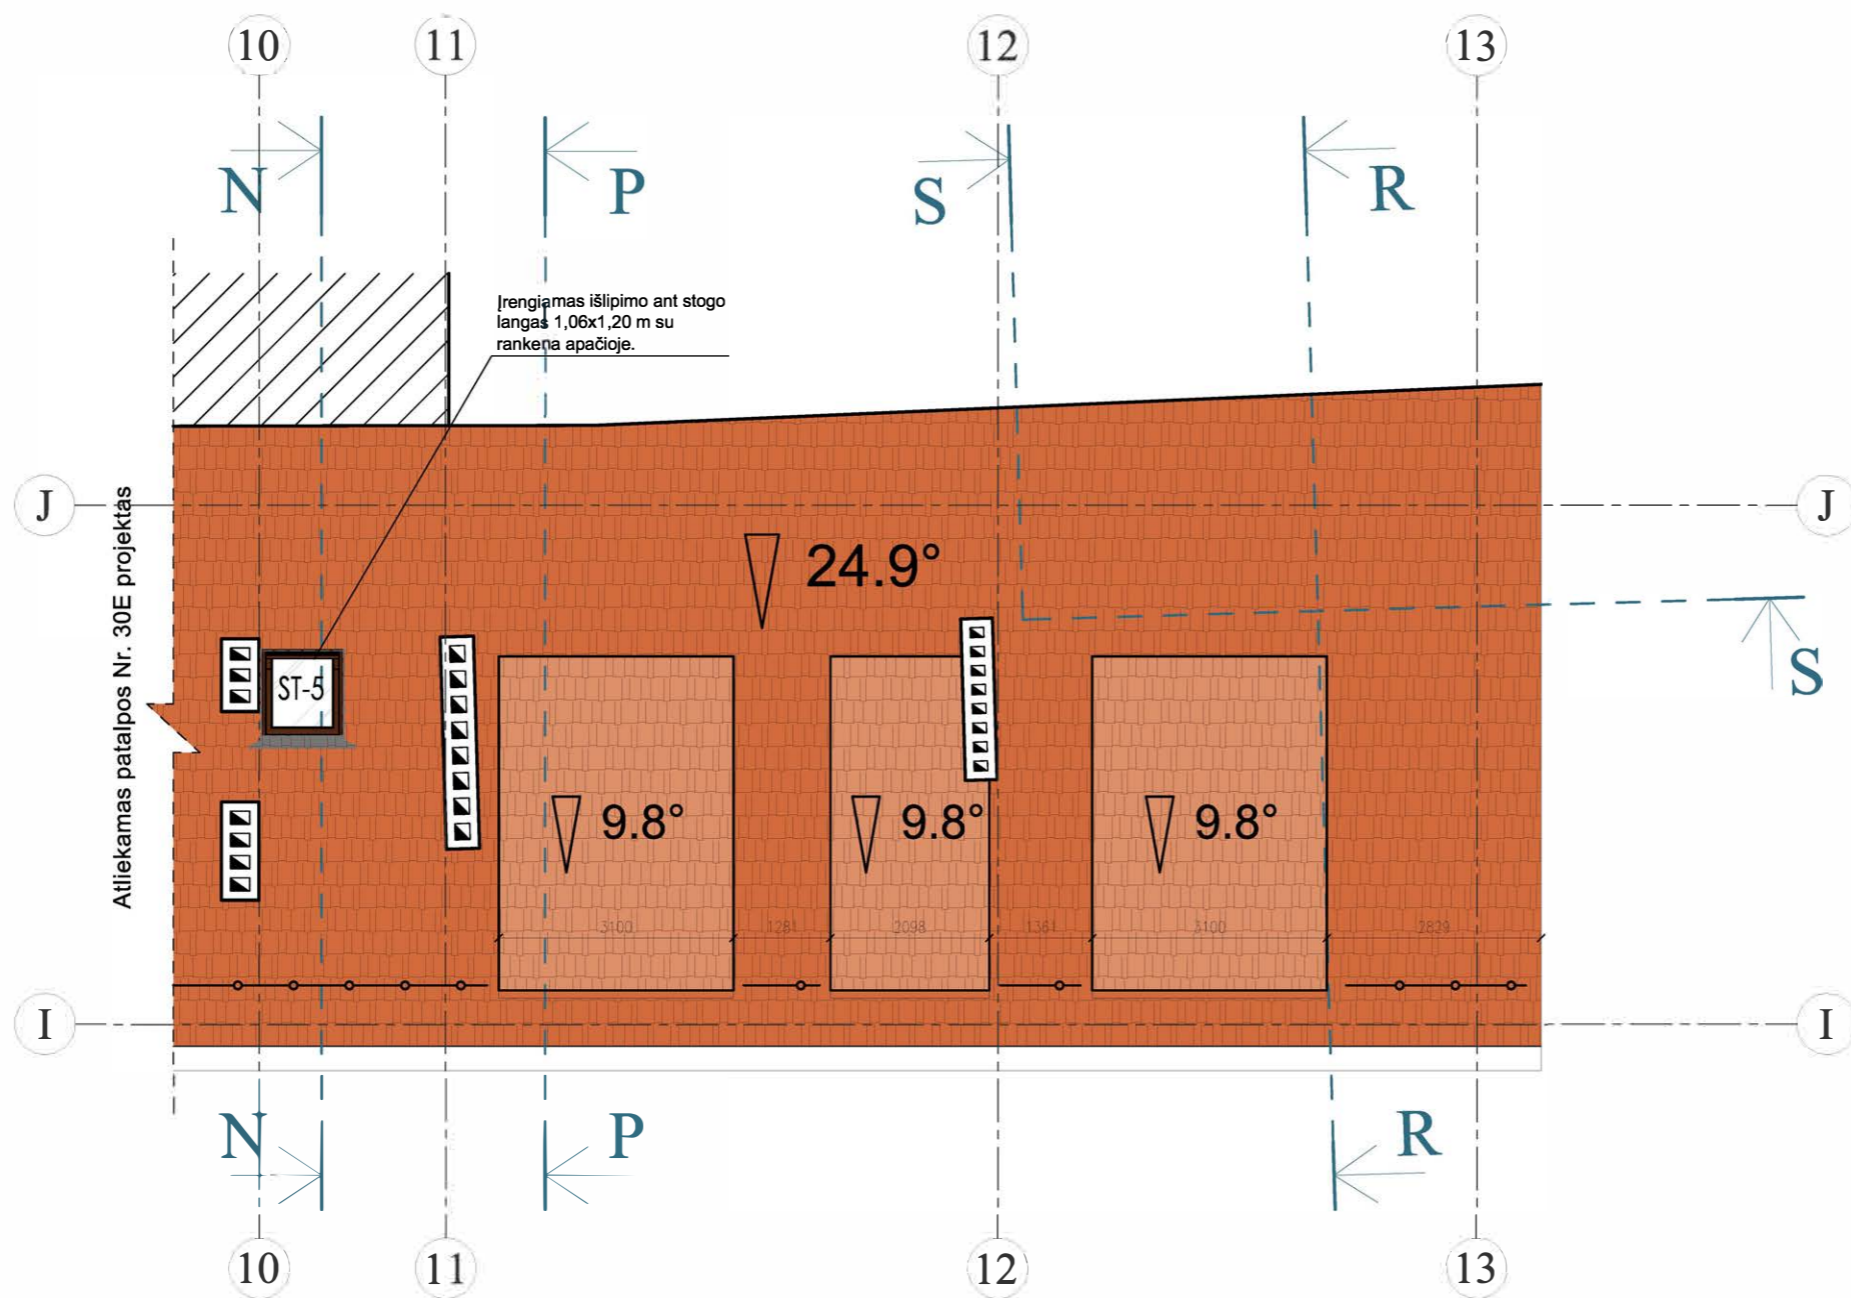 10 11 12 13
N P S R
Įrengiamas išlipimo ant stogo
langas 1,06x1,20 m su
rankena apačioje.
J J
Atliekamas patalpos Nr. 30E projektas
24.9°
S
ST-5
9.8° 9.8° 9.8°
3100 1281 2098 1361 3100 2829
I I
N P R
10 11 12 13